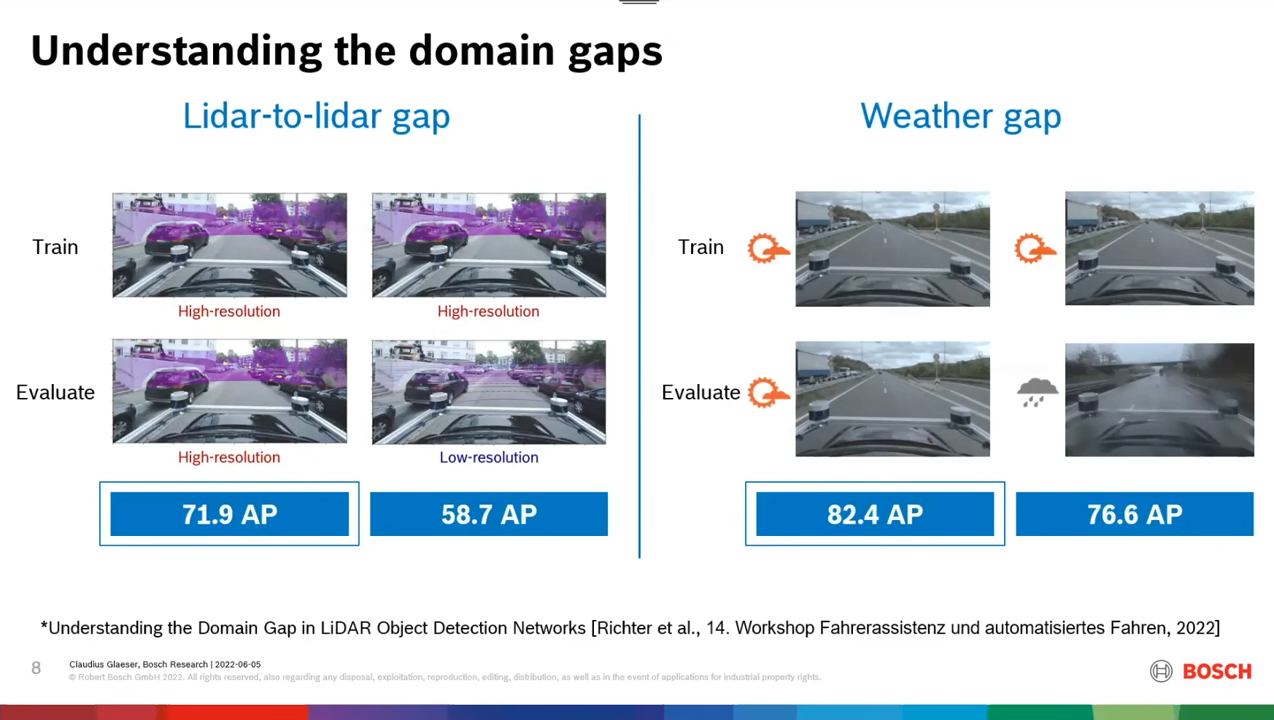 Understanding the domain gaps
Lidar-to-lidar gap
Train
High-resolution
High-resolution
Evaluate
High-resolution
Low-resolution
71.9 AP
58.7 AP
Weather gap
Train
Evaluate
82.4 AP
76.6 AP
*Understanding the Domain Gap in LiDAR Object Detection Networks [Richter et al., 14. Workshop Fahrerassistenz und automatisiertes Fahren, 2022]
8
Claudius Glaeser, Bosch Research | 2022-06-05
© Robert Bosch GmbH 2022. All rights reserved, also regarding any disposal, exploitation, reproduction, editing, distribution, as well as in the event of applications for industrial property rights.
BOSCH